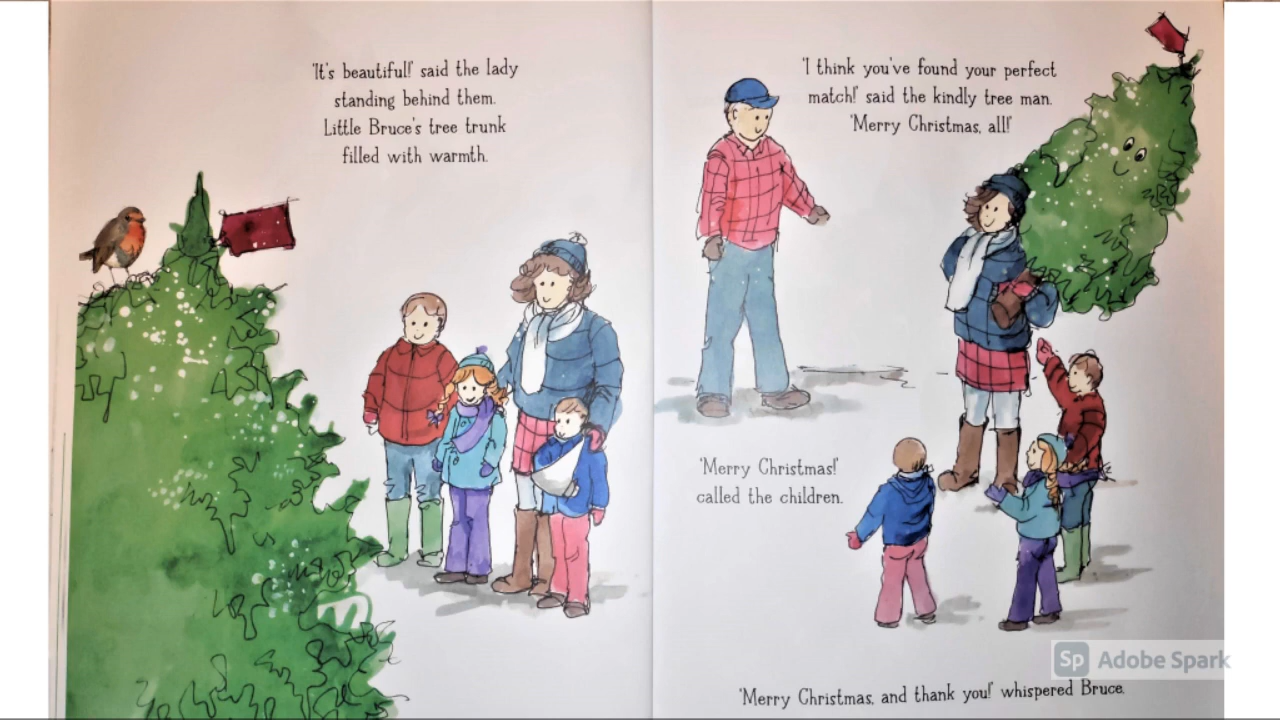 'It's beautiful!' said the lady
standing behind them.
Little Bruce's tree trunk
filled with warmth.
'I think you've found your perfect
match!' said the kindly tree man.
'Merry Christmas, all!'
'Merry Christmas!'
called the children.
'Merry Christmas, and thank you!' whispered Bruce.
Sp Adobe Spark